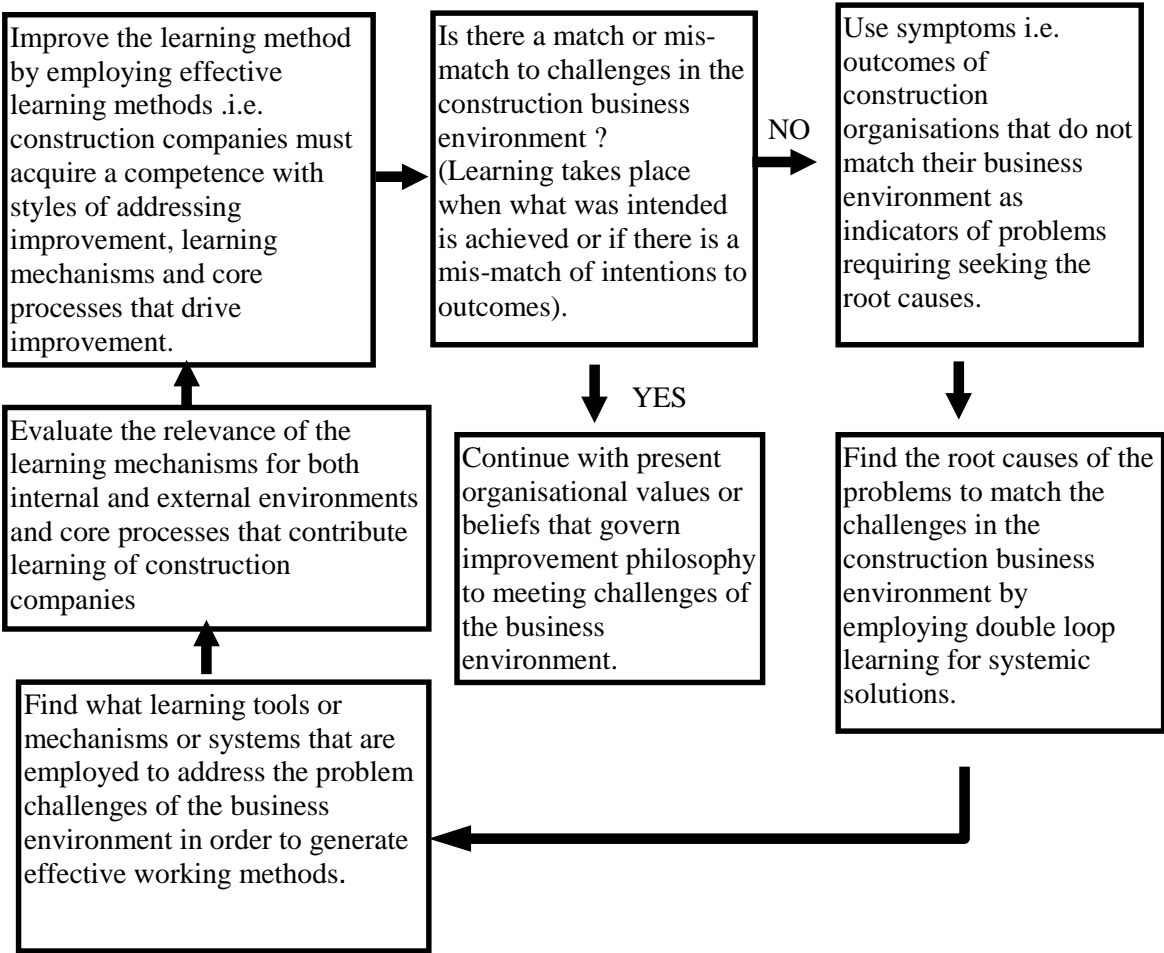 Improve the learning method
by employing effective
learning methods .i.e.
construction companies must
acquire a competence with
styles of addressing
improvement, learning
mechanisms and core
processes that drive
improvement.
Is there a match or mis-
match to challenges in the
construction business
environment ?
(Learning takes place
when what was intended
is achieved or if there is a
mis-match of intentions to
outcomes).
NO
Use symptoms i.e.
outcomes of
construction
organisations that do not
match their business
environment as
indicators of problems
requiring seeking the
root causes.
YES
Evaluate the relevance of the
learning mechanisms for both
internal and external environments
and core processes that contribute
learning of construction
companies
Continue with present
organisational values or
beliefs that govern
improvement philosophy
to meeting challenges of
the business
environment.
Find the root causes of the
problems to match the
challenges in the
construction business
environment by
employing double loop
learning for systemic
solutions.
Find what learning tools or
mechanisms or systems that are
employed to address the problem
challenges of the business
environment in order to generate
effective working methods.